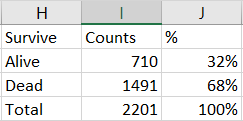 H I J
Survive Counts %
Alive 710 32%
Dead 1491 68%
Total 2201 100%